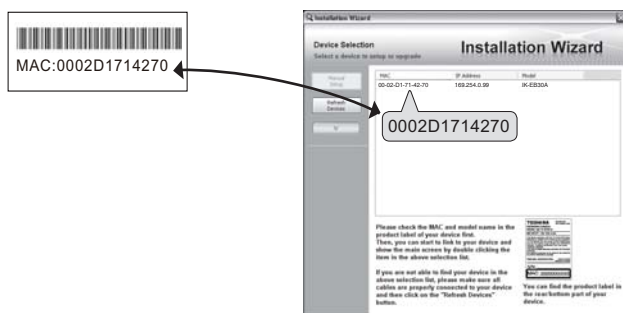 MAC:0002D1714270
Installation Wizard
Device Selection
Select a device to setup or upgrade
Installation Wizard
Manual
Setup
Refresh
Devices
MAC IP Address Model
00-02-D1-71-42-70 169.254.0.99 IK-EB30A
0002D1714270
Please check the MAC and model name in the
product label of your device first.
Then, you can start to link to your device and
show the main screen by double clicking the
item in the above selection list.
If you are not able to find your device in the
above selection list, please make sure all
cables are properly connected to your device
and then click on the "Refresh Devices"
button.
TOSHIBA
You can find the product label in
the rear/bottom part of your
device.